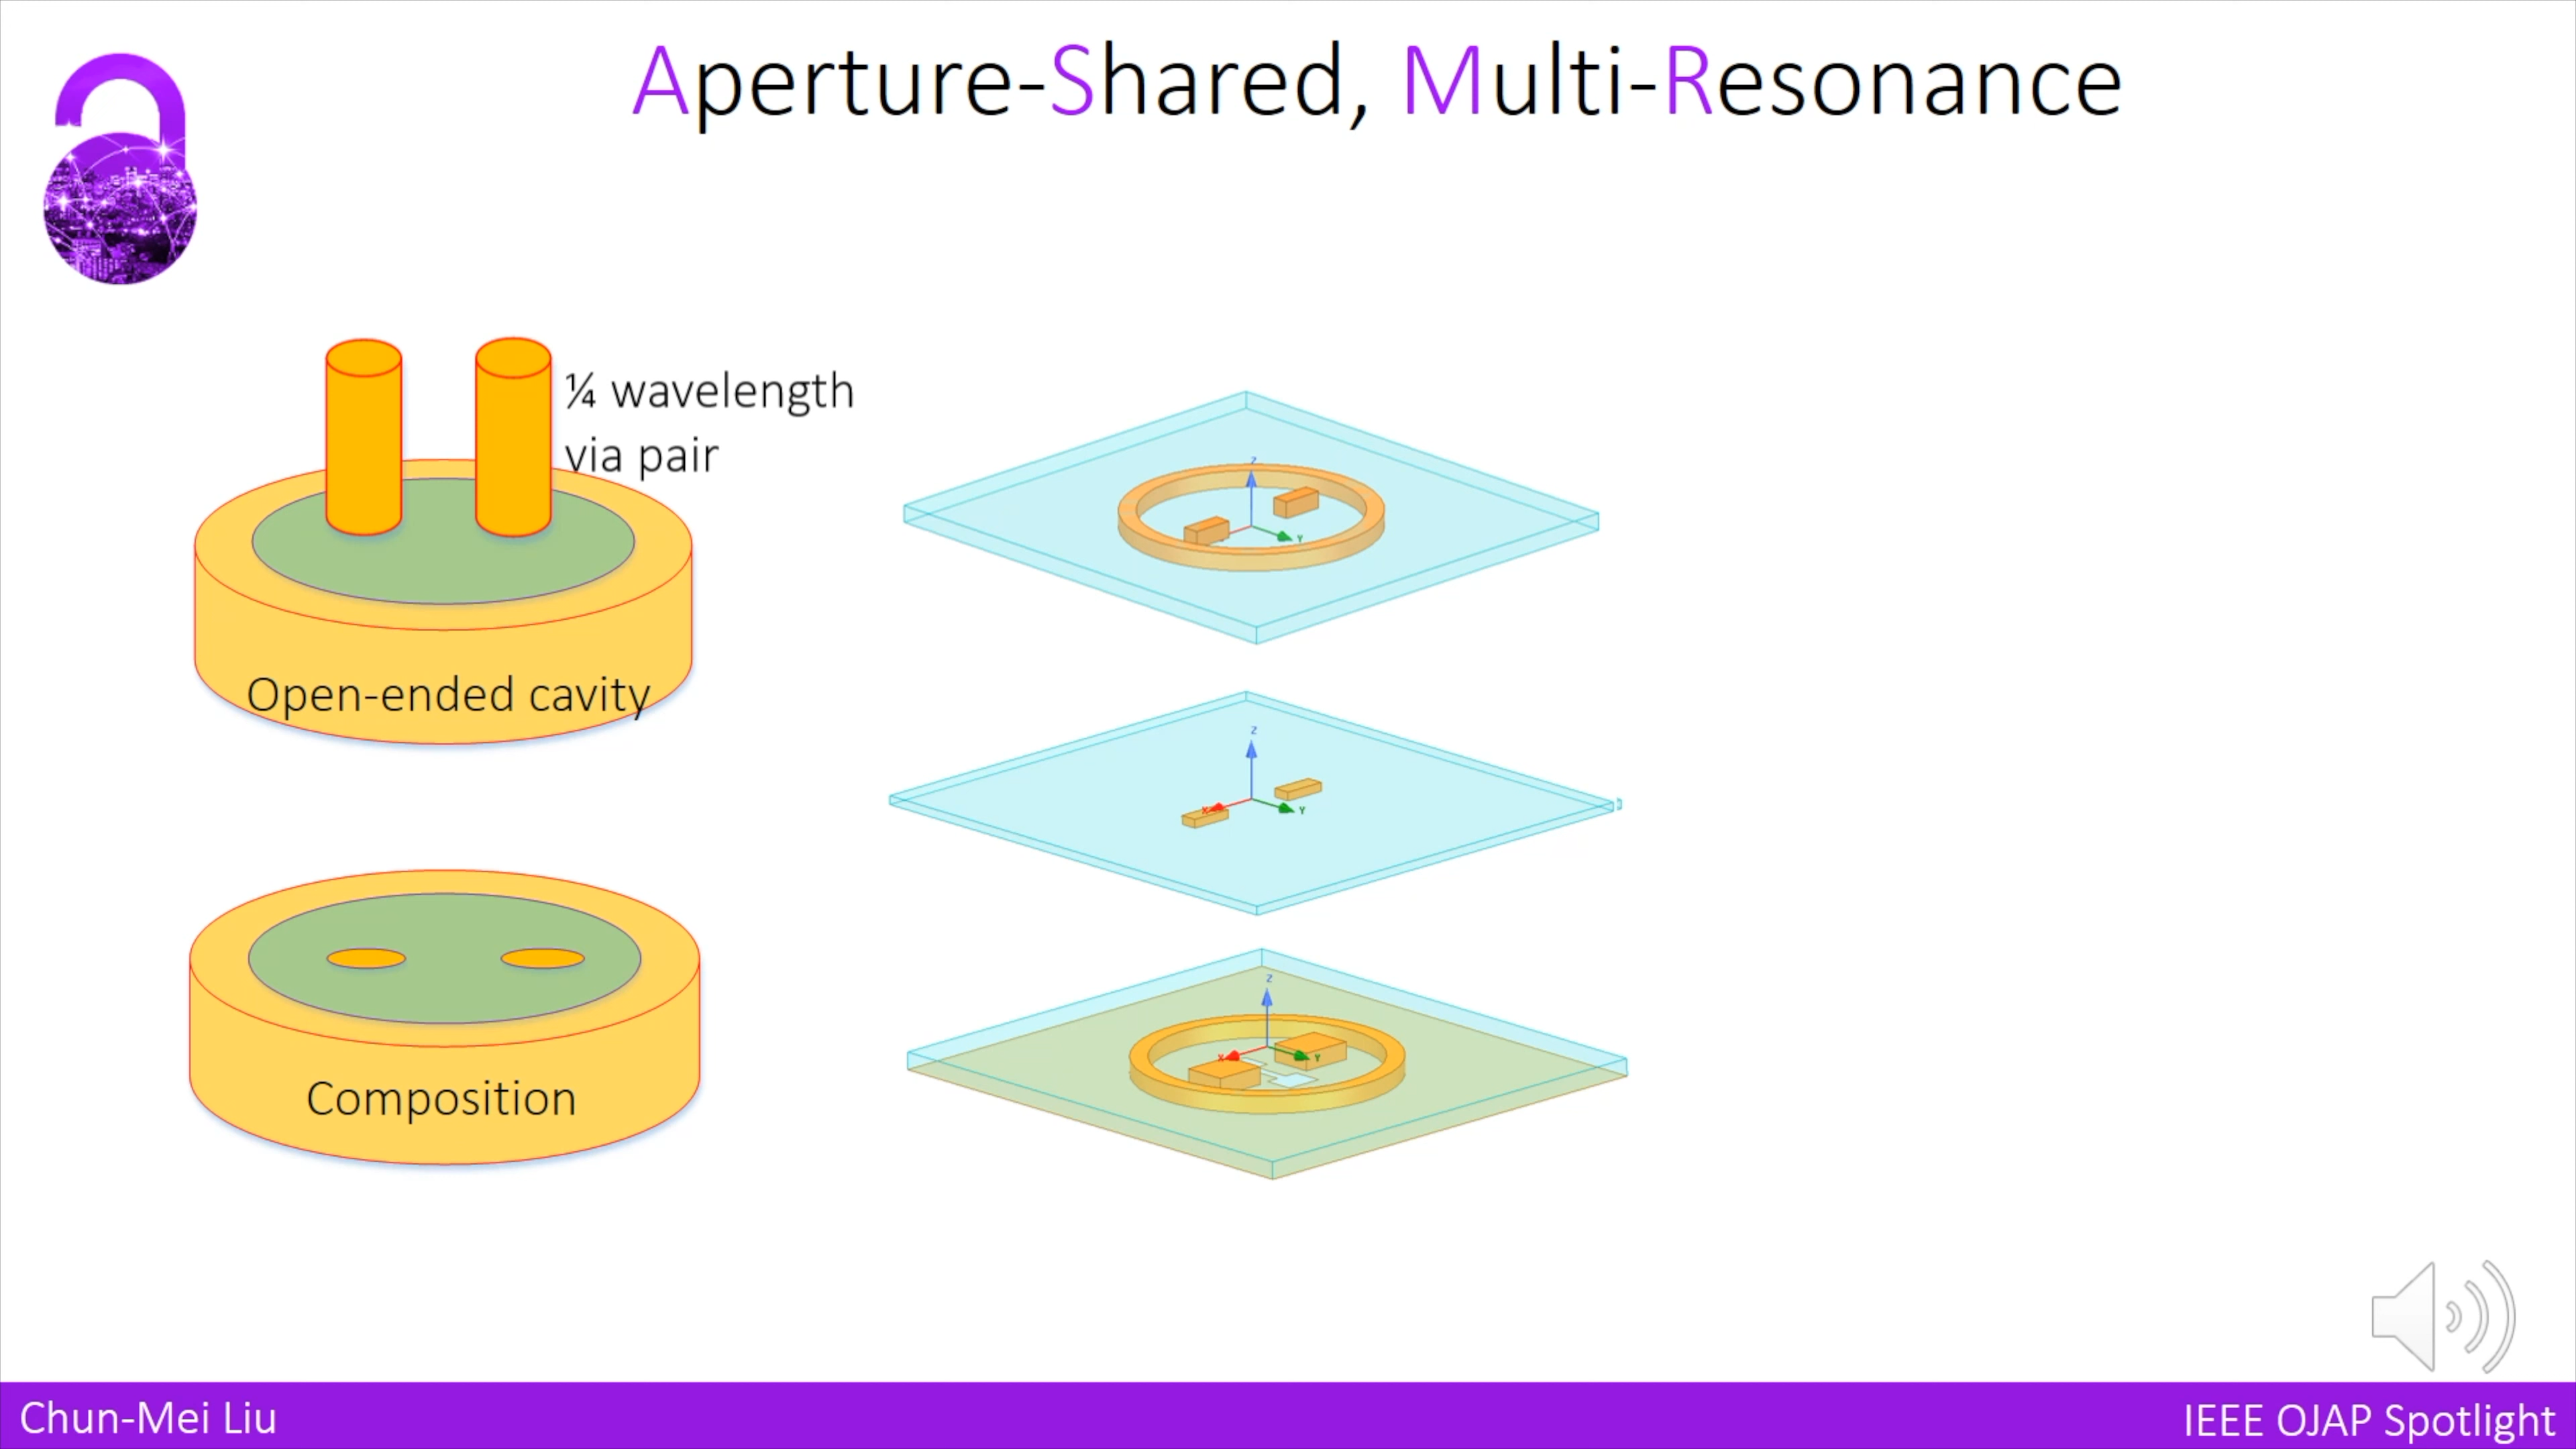 Aperture-Shared, Multi-Resonance
¼ wavelength
via pair
Open-ended cavity
Composition
Z
Y
Z
X
Y
Z
X
Y
Chun-Mei Liu
IEEE OJAP Spotlight